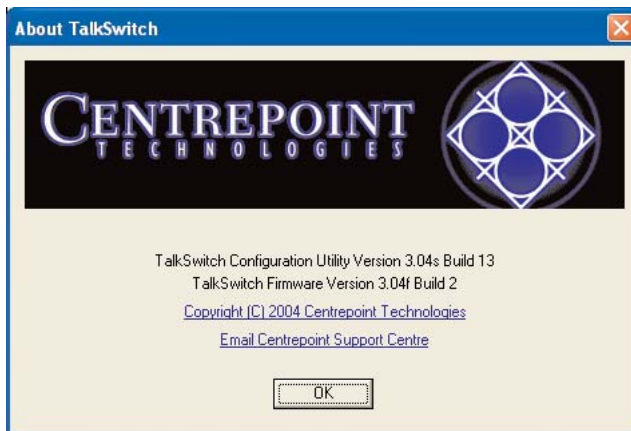 About TalkSwitch
CENTREPOINT
TECHNOLOGIES
TalkSwitch Configuration Utility Version 3.04s Build 13
TalkSwitch Firmware Version 3.04f Build 2
Copyright (C) 2004 Centrepoint Technologies
Email Centrepoint Support Centre
OK